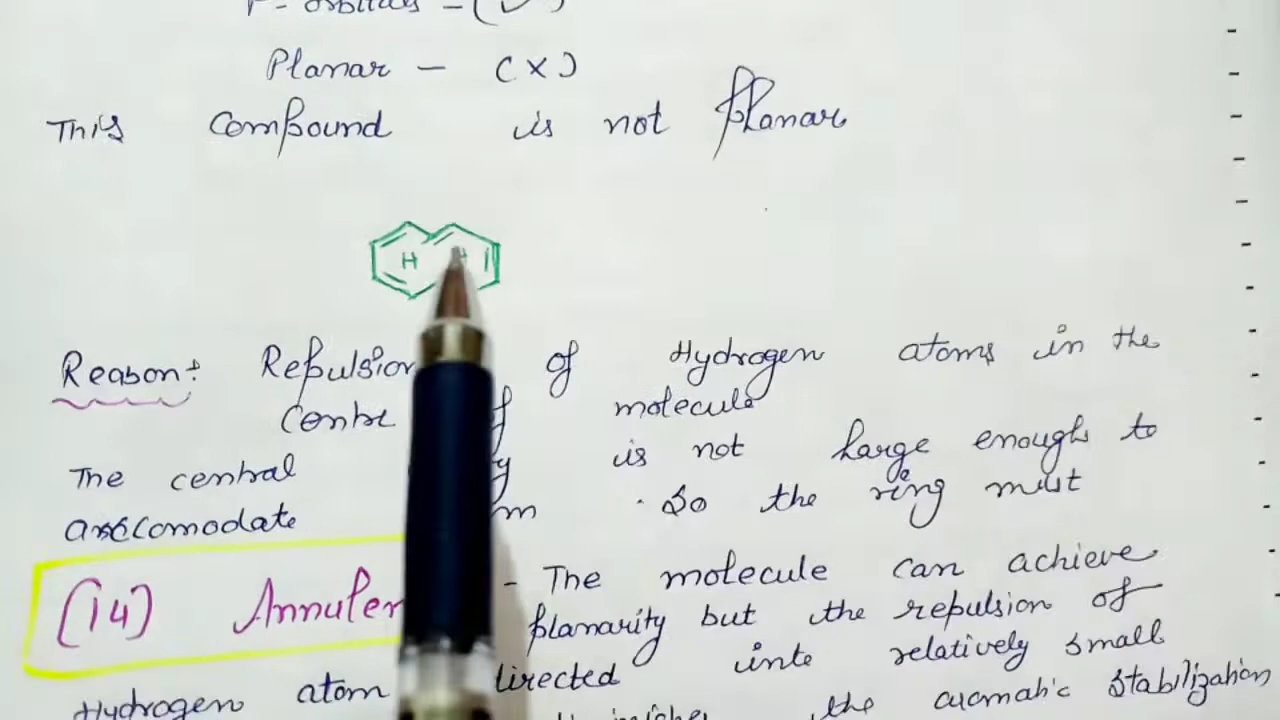 P- orbitals - (✓)
Planar - (X)
This Compound is not planar
H H
Reason: Repulsion of Hydrogen atoms in the
Centre of molecule
The central is not large enough to
accomodate So the ring must
[14] Annulen - The molecule can achieve
planarity but the repulsion of
Hydrogen atom directed into relatively small
the aromatic stabilization